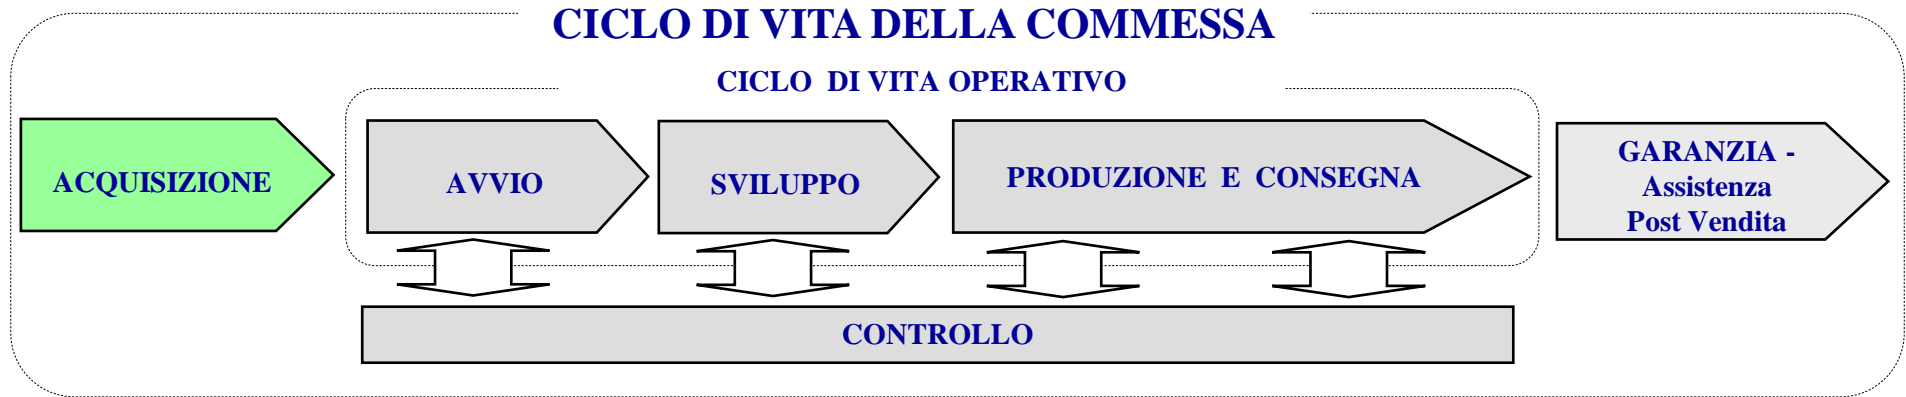 CICLO DI VITA DELLA COMMESSA
CICLO DI VITA OPERATIVO
ACQUISIZIONE
AVVIO
SVILUPPO
PRODUZIONE E CONSEGNA
GARANZIA -
Assistenza
Post Vendita
CONTROLLO